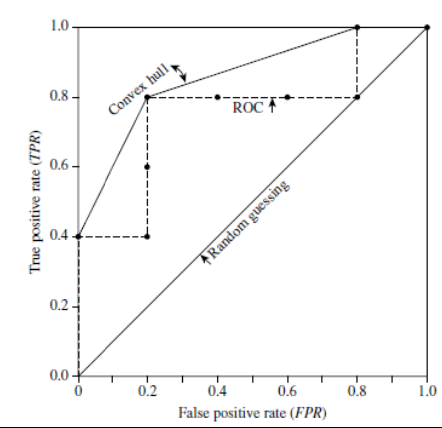 1.0
0.8
0.6
0.4
0.2
0.0
True positive rate (TPR)
Convex hull
ROC
Random guessing
0
0.2
0.4
0.6
0.8
1.0
False positive rate (FPR)